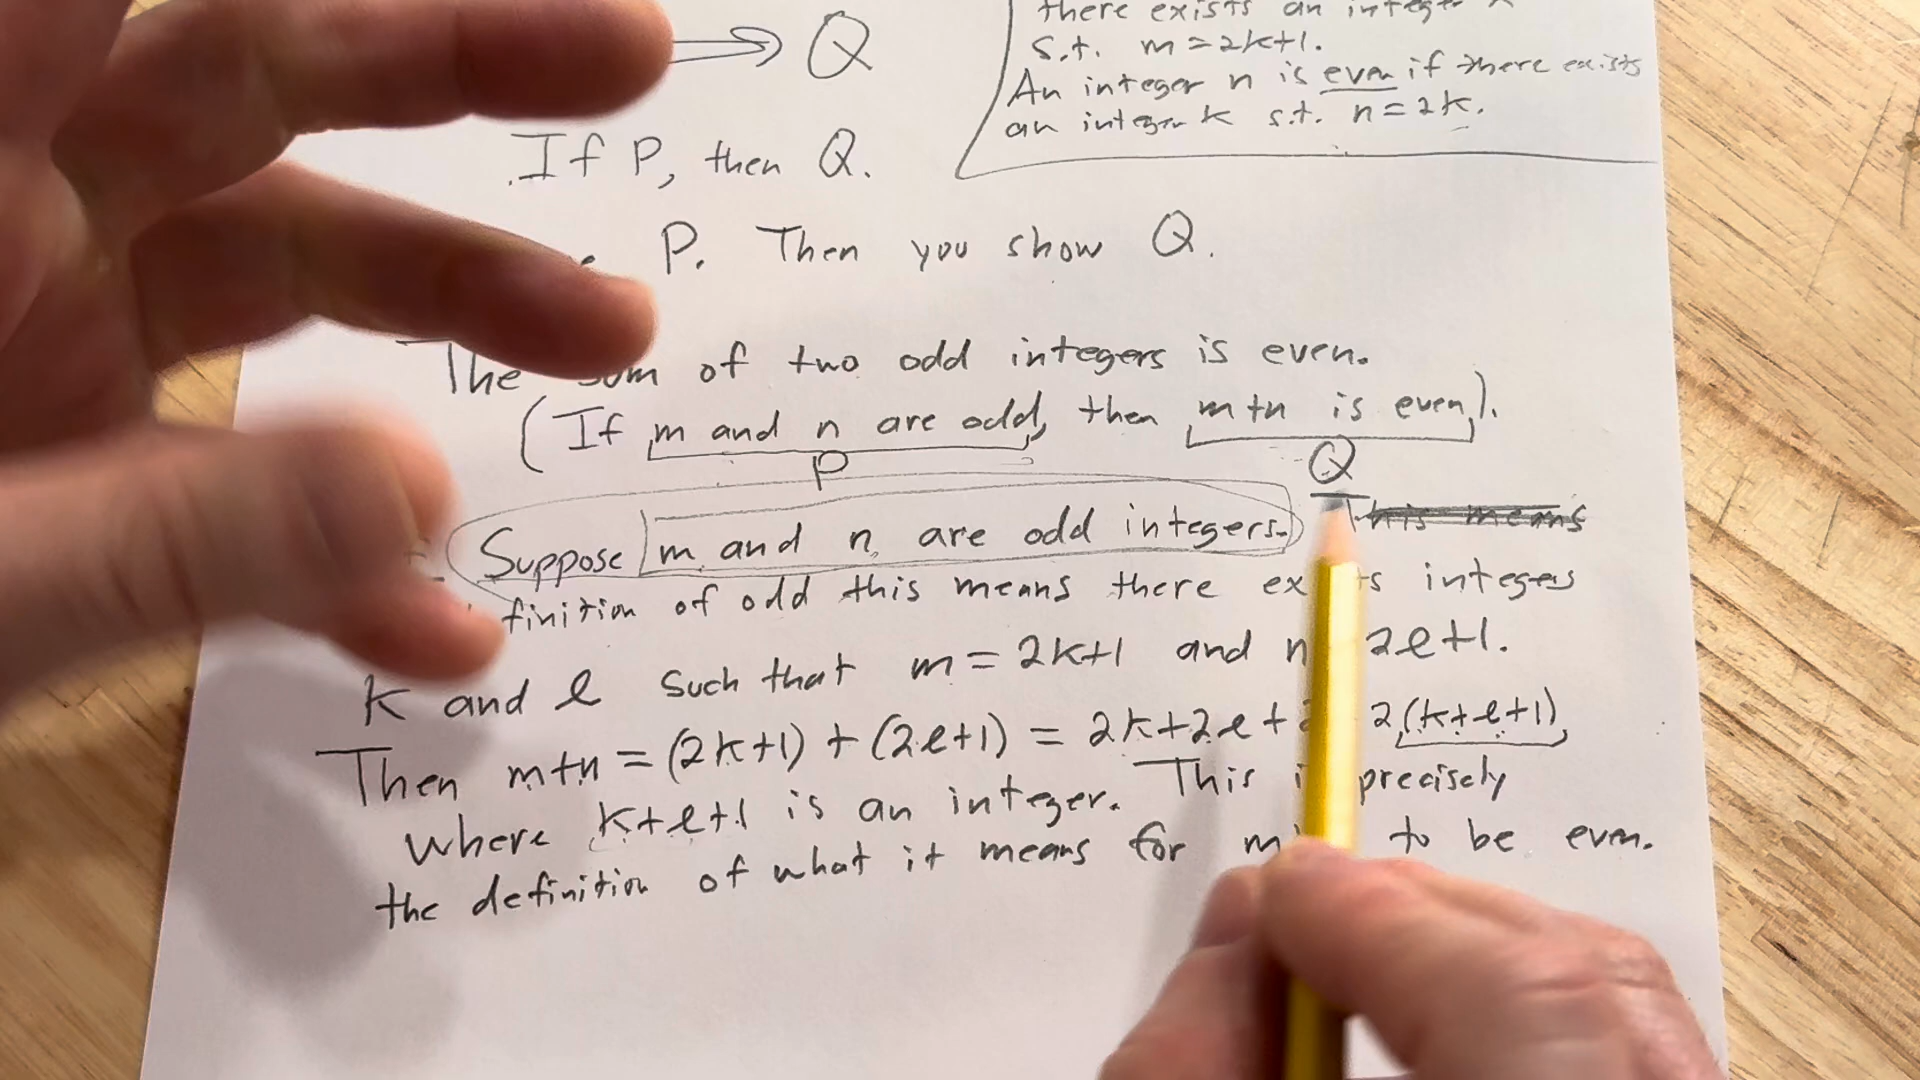 there exists an integer k
s.t. m = 2k+1.
An integer n is even if there exists
an integer k s.t. n = 2k.
⟹ Q
If P, then Q.
P. Then you show Q.
The sum of two odd integers is even.
(If m and n are odd, then m+n is even).
P Q
Suppose m and n are odd integers. This means
finition of odd this means there integers
k and l such that m = 2k+1 and n 2l+1.
Then m+n = (2k+1) + (2l+1) = 2k+2l+ 2(k+l+1)
where k+l+1 is an integer. This precisely
the definition of what it means for to be even.